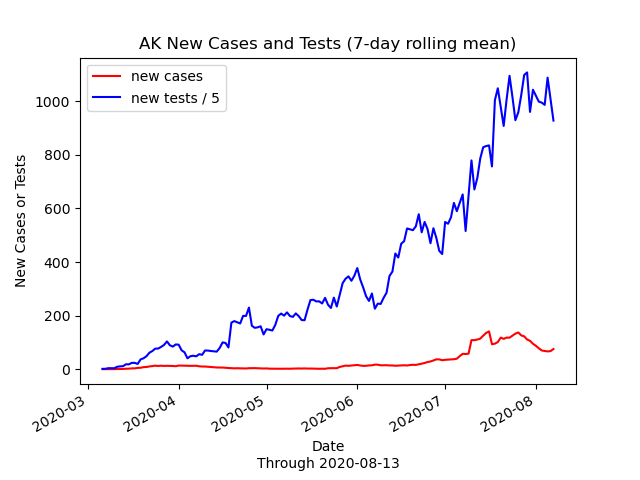 AK New Cases and Tests (7-day rolling mean)
new cases
new tests / 5
New Cases or Tests
1000
800
600
400
200
0
2020-03
2020-04
2020-05
2020-06
2020-07
2020-08
Date
Through 2020-08-13